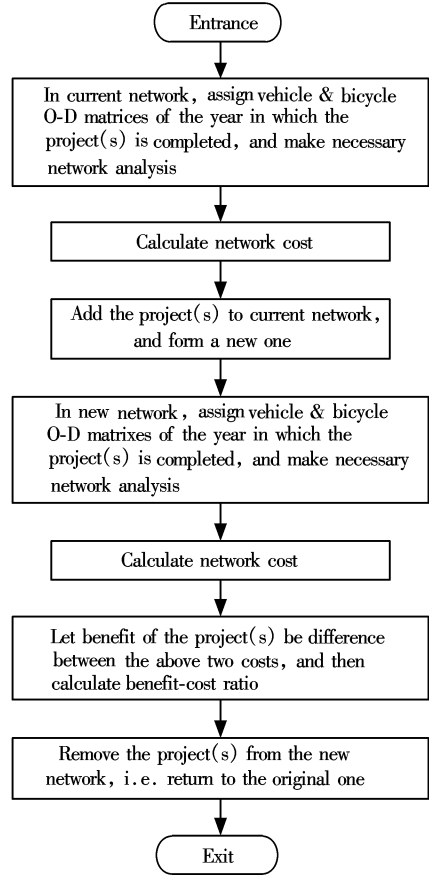 Entrance
In current network, assign vehicle & bicycle
O-D matrices of the year in which the
project(s) is completed, and make necessary
network analysis
Calculate network cost
Add the project(s) to current network,
and form a new one
In new network, assign vehicle & bicycle
O-D matrixes of the year in which the
project(s) is completed, and make necessary
network analysis
Calculate network cost
Let benefit of the project(s) be difference
between the above two costs, and then
calculate benefit-cost ratio
Remove the project(s) from the new
network, i.e. return to the original one
Exit